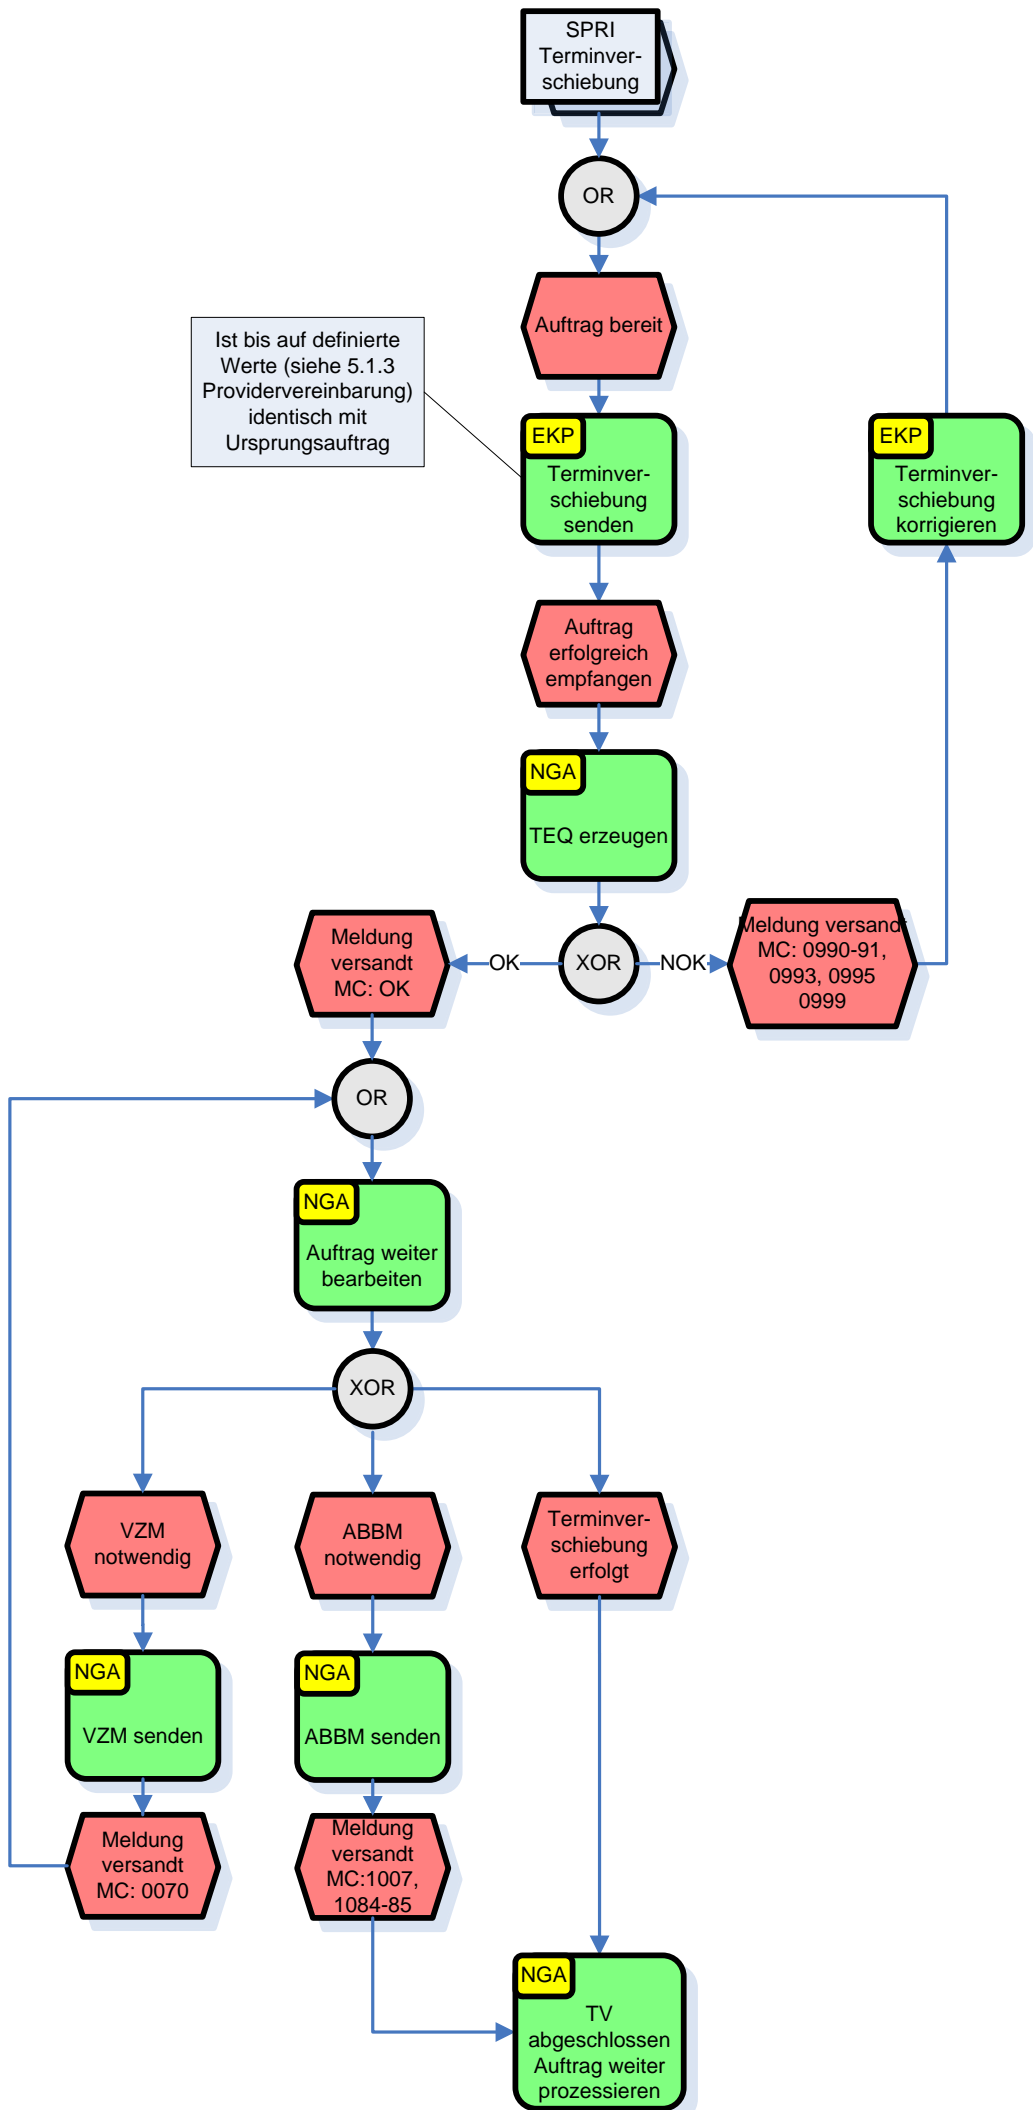 SPRI
Terminver-
schiebung
OR
Auftrag bereit
Ist bis auf definierte
Werte (siehe 5.1.3
Providervereinbarung)
identisch mit
Ursprungsauftrag
EKP
Terminver-
schiebung
senden
EKP
Terminver-
schiebung
korrigieren
Auftrag
erfolgreich
empfangen
NGA
TEQ erzeugen
Meldung
versandt
MC: OK
OK
XOR
NOK
Meldung versandt
MC: 0990-91,
0993, 0995
0999
OR
NGA
Auftrag weiter
bearbeiten
XOR
VZM
notwendig
ABBM
notwendig
Terminver-
schiebung
erfolgt
NGA
VZM senden
NGA
ABBM senden
Meldung
versandt
MC: 0070
Meldung
versandt
MC:1007,
1084-85
NGA
TV
abgeschlossen
Auftrag weiter
prozessieren